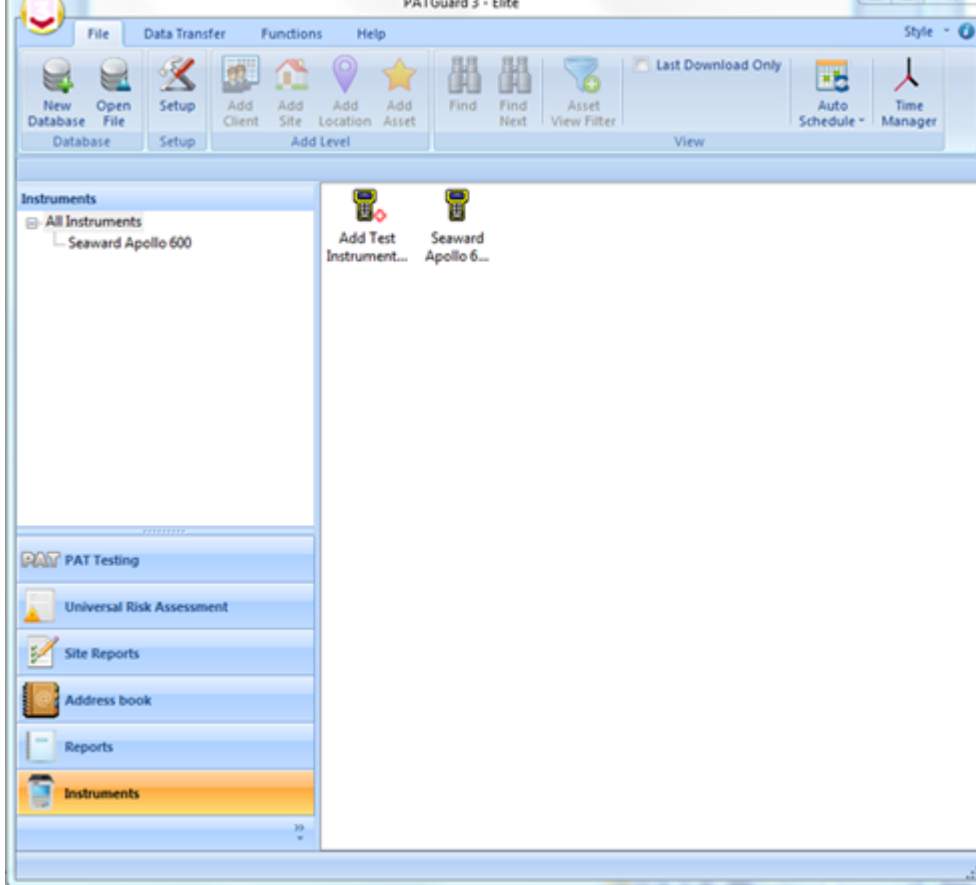 PATGuard 3 - Elite
File Data Transfer Functions Help Style
Last Download Only
New Database
Open File
Setup
Add Client
Add Site
Add Location
Add Asset
Find
Find Next
Asset View Filter
Auto Schedule
Time Manager
Database Setup Add Level View
Instruments
All Instruments
Seaward Apollo 600
Add Test Instrument...
Seaward Apollo 6...
PAT PAT Testing
Universal Risk Assessment
Site Reports
Address book
Reports
Instruments